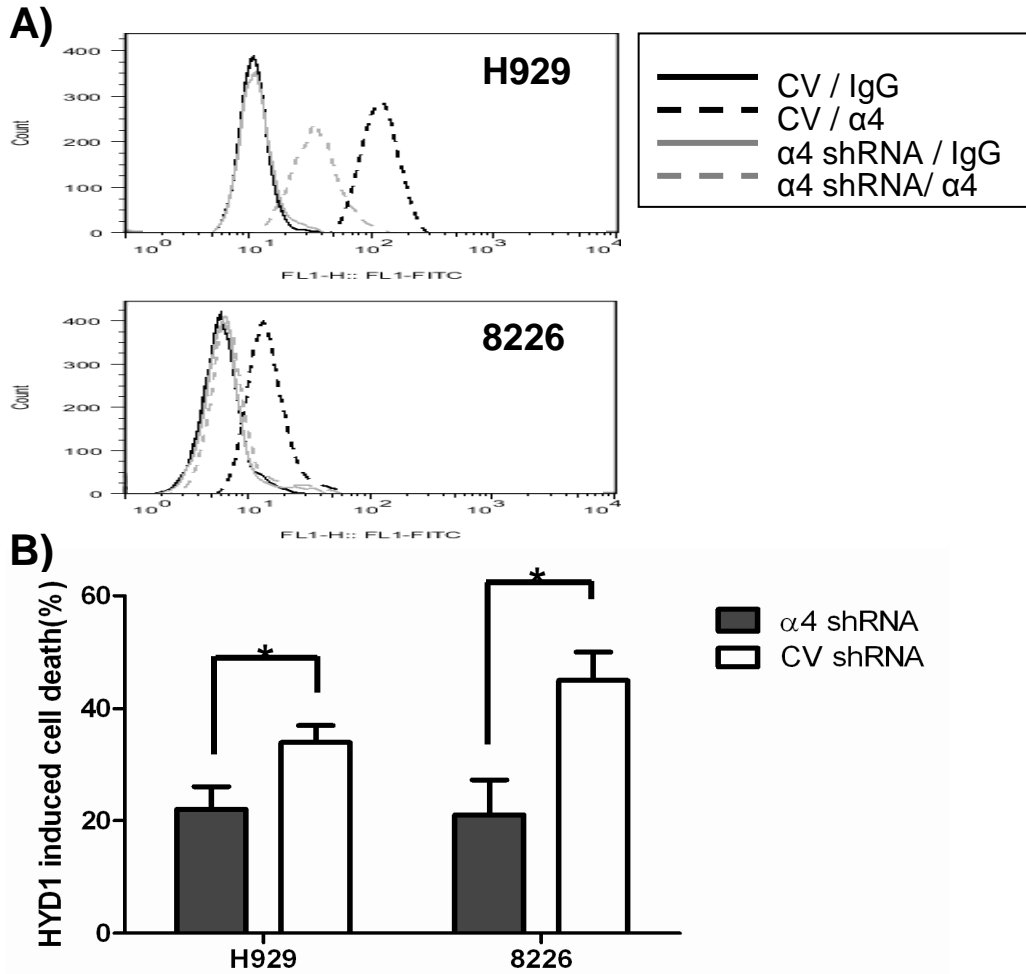 A)
H929
400
300
200
100
0
Count
10⁰ 10¹ 10² 10³ 10⁴
FL1-H:: FL1-FITC
CV / IgG
CV / α4
α4 shRNA / IgG
α4 shRNA/ α4
8226
400
300
200
100
0
Count
10⁰ 10¹ 10² 10³ 10⁴
FL1-H:: FL1-FITC
B)
HYD1 induced cell death(%)
60
40
20
0
*
*
α4 shRNA
CV shRNA
H929 8226